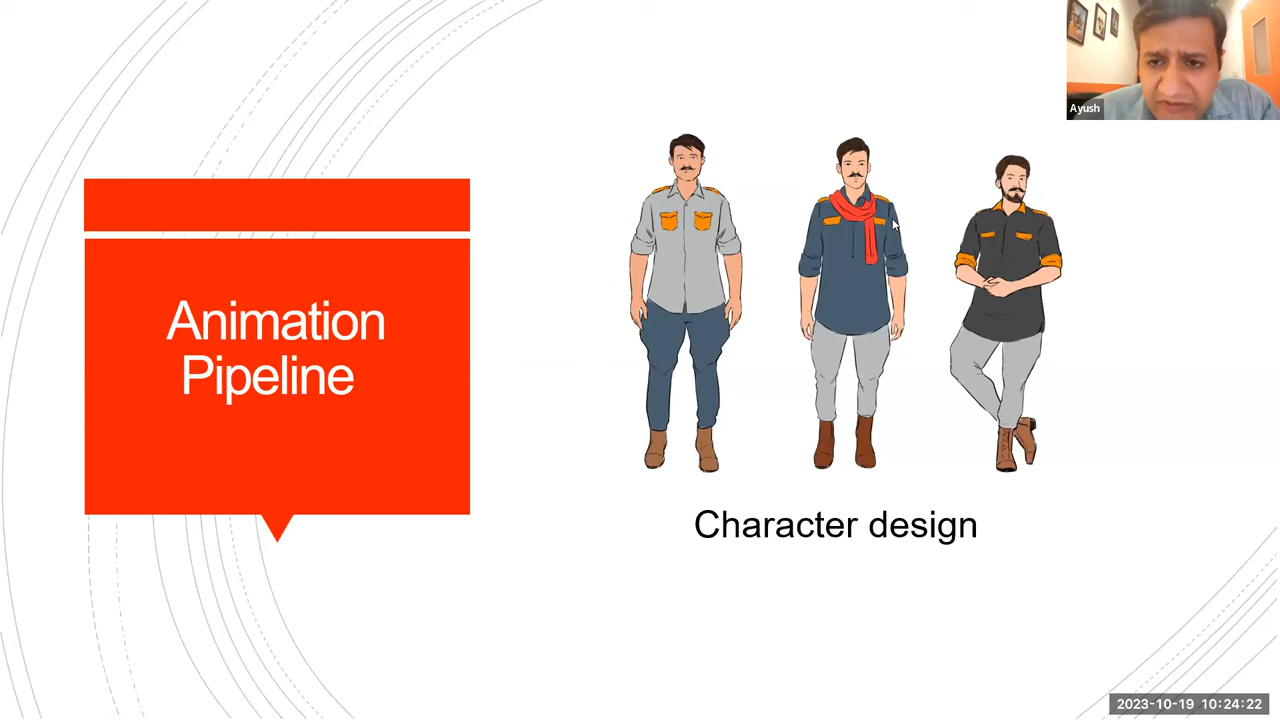 Ayush
Animation
Pipeline
Character design
2023-10-19 10:24:22